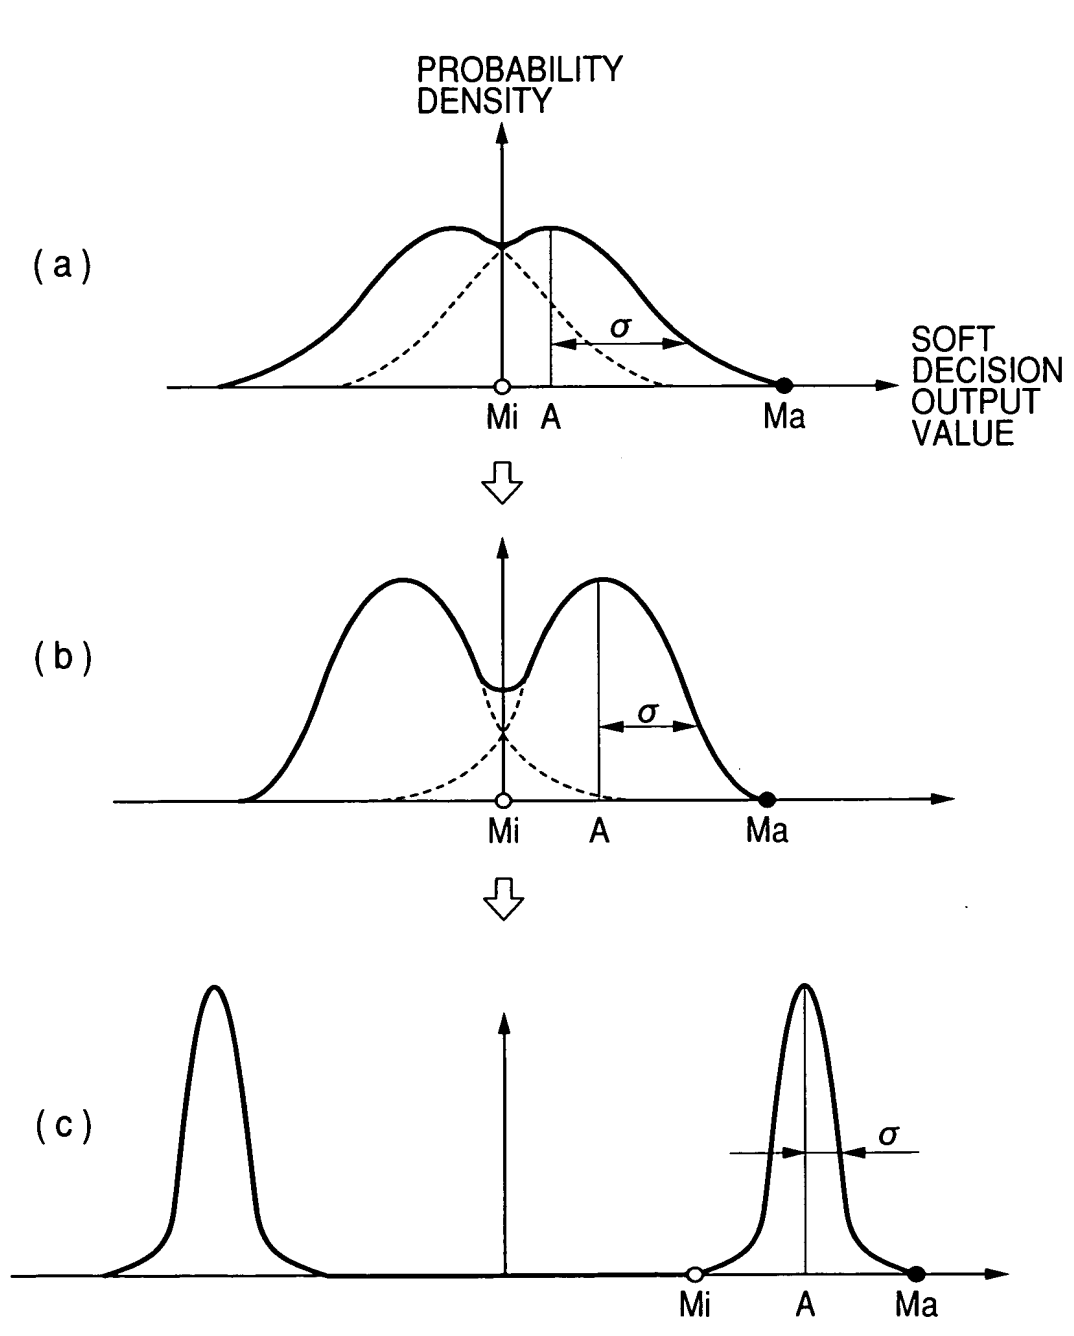 PROBABILITY
DENSITY
( a )
σ
SOFT
DECISION
OUTPUT
VALUE
Mi A Ma
( b )
σ
Mi A Ma
( c )
σ
Mi A Ma